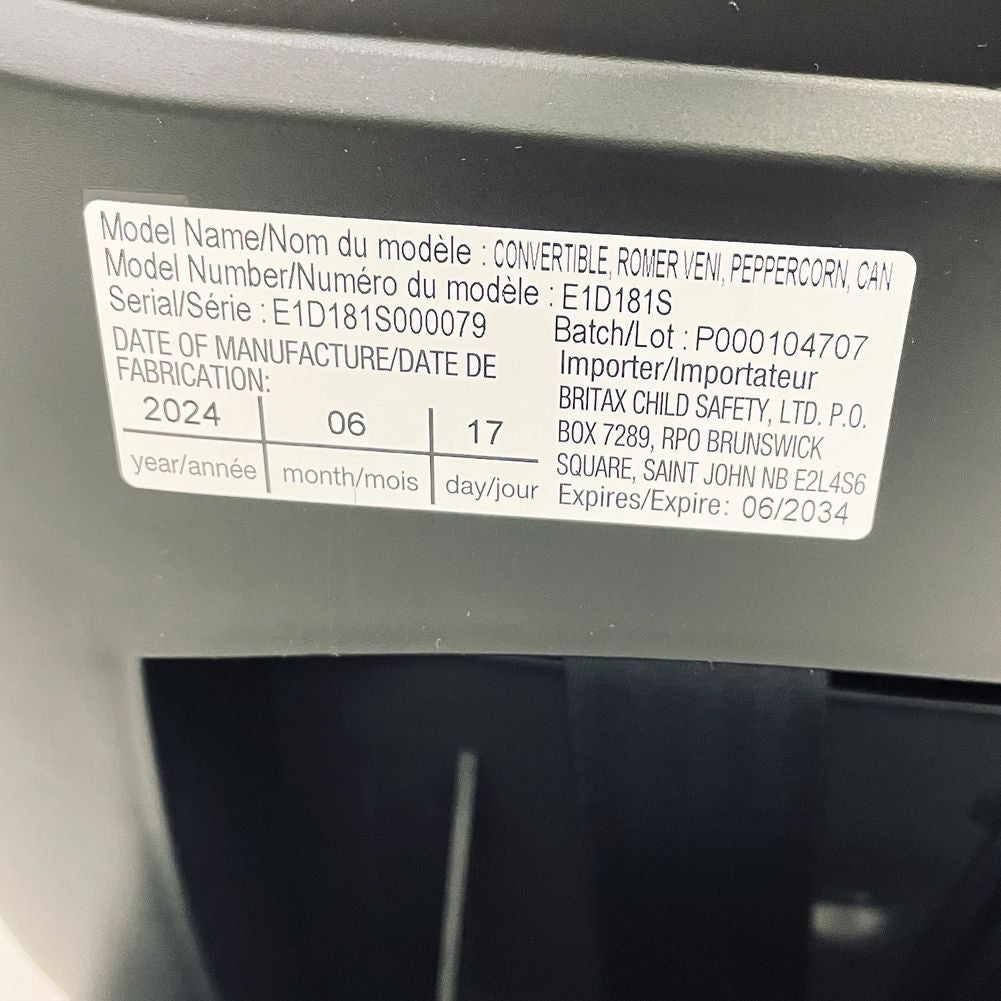 Model Name/Nom du modèle : CONVERTIBLE, ROMER VENI, PEPPERCORN, CAN
Model Number/Numéro du modèle : E1D181S
Serial/Série : E1D181S000079
Batch/Lot : P000104707
DATE OF MANUFACTURE/DATE DE
FABRICATION:
2024 06 17
year/année month/mois day/jour
Importer/Importateur
BRITAX CHILD SAFETY, LTD. P.O.
BOX 7289, RPO BRUNSWICK
SQUARE, SAINT JOHN NB E2L4S6
Expires/Expire: 06/2034